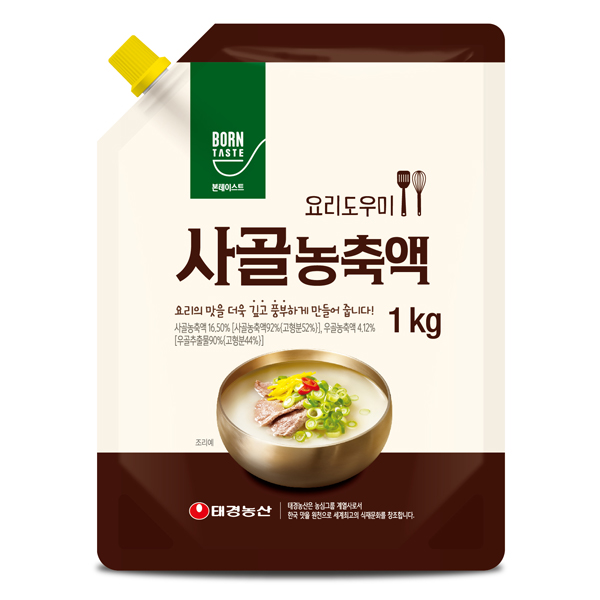 BORN
TASTE
본테이스트
요리도우미
사골농축액
요리의 맛을 더욱 깊고 풍부하게 만들어 줍니다!
1 kg
사골농축액 16.50% [사골농축액92%(고형분52%)], 우골농축액 4.12%
[우골추출물90%(고형분44%)]
조리예
태경농산
태경농산은 농심그룹 계열사로서
한국 맛을 원천으로 세계최고의 식재문화를 창조합니다.